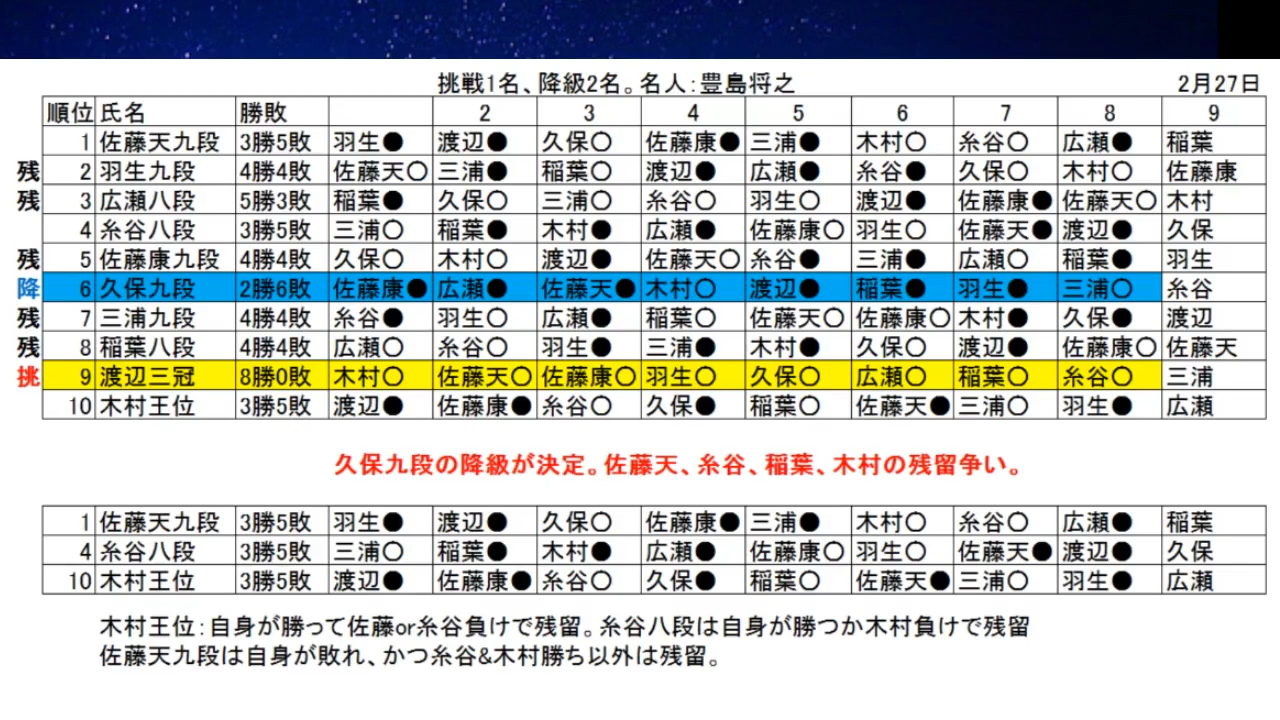 挑戦1名、降級2名。名人：豊島将之 2月27日
順位 氏名 勝敗 2 3 4 5 6 7 8 9
1 佐藤天九段 3勝5敗 羽生● 渡辺● 久保○ 佐藤康● 三浦● 木村○ 糸谷○ 広瀬● 稲葉
残 2 羽生九段 4勝4敗 佐藤天○ 三浦● 稲葉○ 渡辺● 広瀬● 糸谷● 久保○ 木村○ 佐藤康
残 3 広瀬八段 5勝3敗 稲葉● 久保○ 三浦○ 糸谷○ 羽生○ 渡辺● 佐藤康● 佐藤天○ 木村
4 糸谷八段 3勝5敗 三浦○ 稲葉● 木村● 広瀬● 佐藤康○ 羽生○ 佐藤天● 渡辺● 久保
残 5 佐藤康九段 4勝4敗 久保○ 木村○ 渡辺● 佐藤天○ 糸谷● 三浦● 広瀬○ 稲葉● 羽生
降 6 久保九段 2勝6敗 佐藤康● 広瀬● 佐藤天● 木村○ 渡辺● 稲葉● 羽生● 三浦○ 糸谷
残 7 三浦九段 4勝4敗 糸谷● 羽生○ 広瀬● 稲葉○ 佐藤天○ 佐藤康○ 木村● 久保● 渡辺
残 8 稲葉八段 4勝4敗 広瀬○ 糸谷○ 羽生● 三浦● 木村● 久保○ 渡辺● 佐藤康○ 佐藤天
挑 9 渡辺三冠 8勝0敗 木村○ 佐藤天○ 佐藤康○ 羽生○ 久保○ 広瀬○ 稲葉○ 糸谷○ 三浦
10 木村王位 3勝5敗 渡辺● 佐藤康● 糸谷○ 久保● 稲葉○ 佐藤天● 三浦○ 羽生● 広瀬
久保九段の降級が決定。佐藤天、糸谷、稲葉、木村の残留争い。
1 佐藤天九段 3勝5敗 羽生● 渡辺● 久保○ 佐藤康● 三浦● 木村○ 糸谷○ 広瀬● 稲葉
4 糸谷八段 3勝5敗 三浦○ 稲葉● 木村● 広瀬● 佐藤康○ 羽生○ 佐藤天● 渡辺● 久保
10 木村王位 3勝5敗 渡辺● 佐藤康● 糸谷○ 久保● 稲葉○ 佐藤天● 三浦○ 羽生● 広瀬
木村王位：自身が勝って佐藤or糸谷負けで残留。糸谷八段は自身が勝つか木村負けで残留
佐藤天九段は自身が敗れ、かつ糸谷&木村勝ち以外は残留。